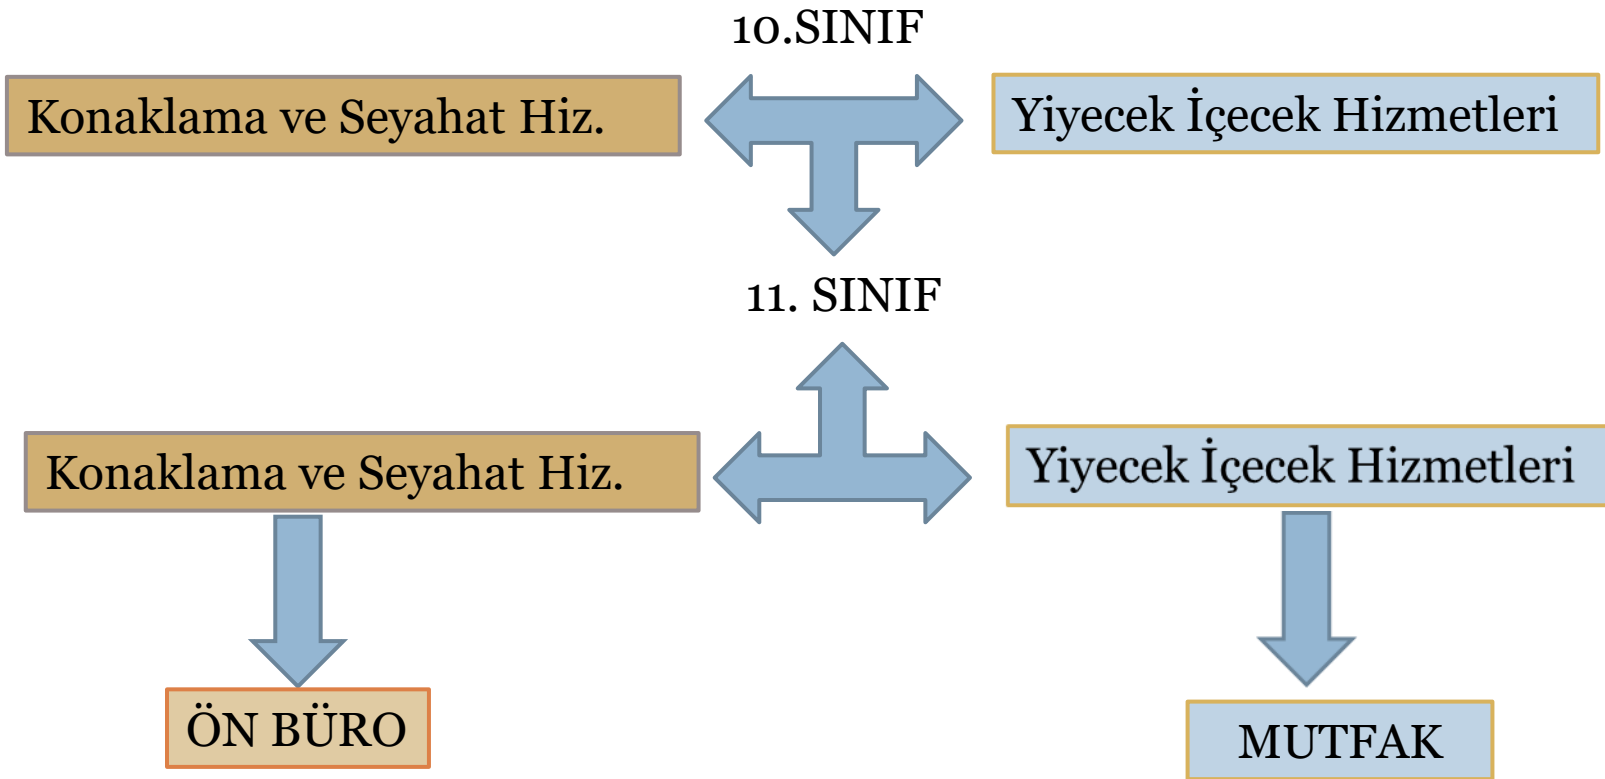 10.SINIF
Konaklama ve Seyahat Hiz.
Yiyecek İçecek Hizmetleri
11. SINIF
Konaklama ve Seyahat Hiz.
Yiyecek İçecek Hizmetleri
ÖN BÜRO
MUTFAK